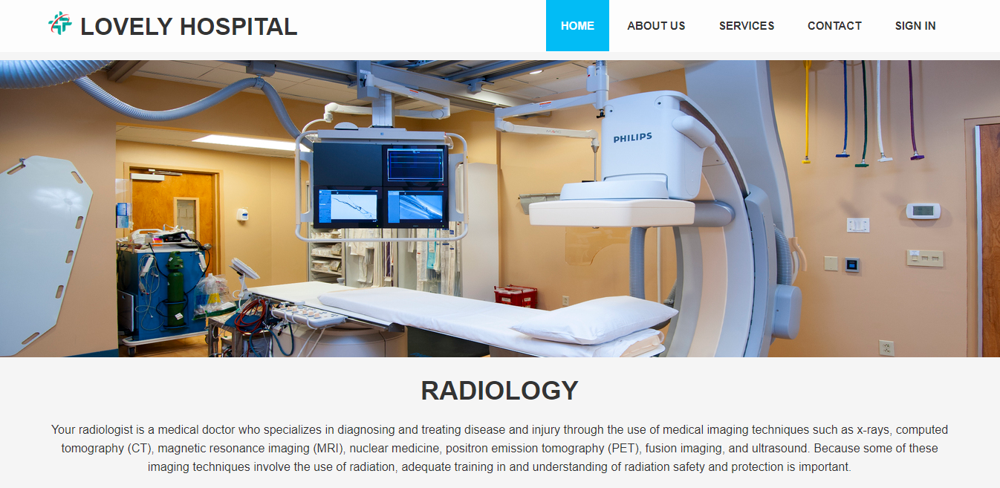 LOVELY HOSPITAL
HOME ABOUT US SERVICES CONTACT SIGN IN
PHILIPS
RADIOLOGY
Your radiologist is a medical doctor who specializes in diagnosing and treating disease and injury through the use of medical imaging techniques such as x-rays, computed
tomography (CT), magnetic resonance imaging (MRI), nuclear medicine, positron emission tomography (PET), fusion imaging, and ultrasound. Because some of these
imaging techniques involve the use of radiation, adequate training in and understanding of radiation safety and protection is important.